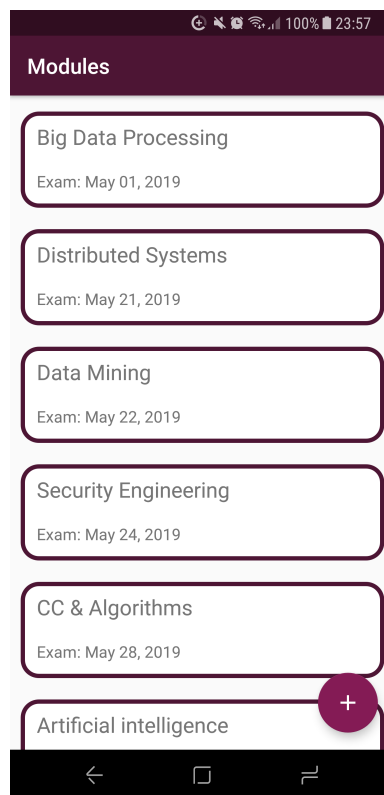 100% 23:57
Modules
Big Data Processing
Exam: May 01, 2019
Distributed Systems
Exam: May 21, 2019
Data Mining
Exam: May 22, 2019
Security Engineering
Exam: May 24, 2019
CC & Algorithms
Exam: May 28, 2019
+
Artificial intelligence